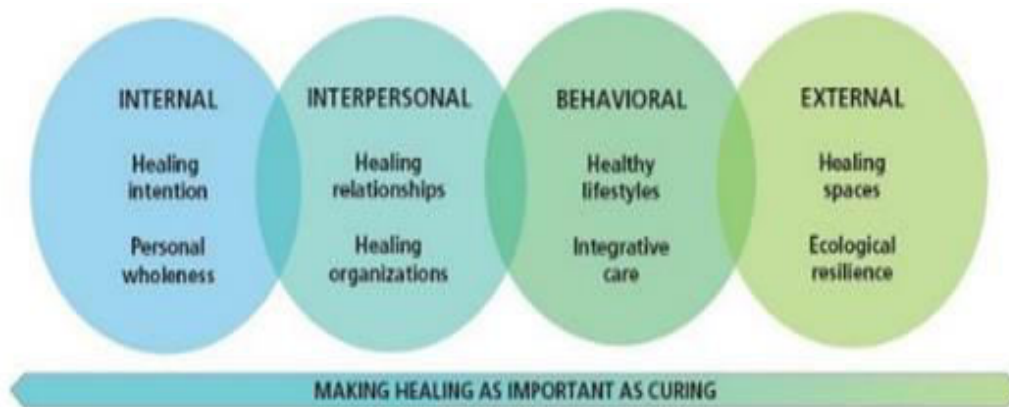 INTERNAL
Healing
intention
Personal
wholeness
INTERPERSONAL
Healing
relationships
Healing
organizations
BEHAVIORAL
Healthy
lifestyles
Integrative
care
EXTERNAL
Healing
spaces
Ecological
resilience
MAKING HEALING AS IMPORTANT AS CURING